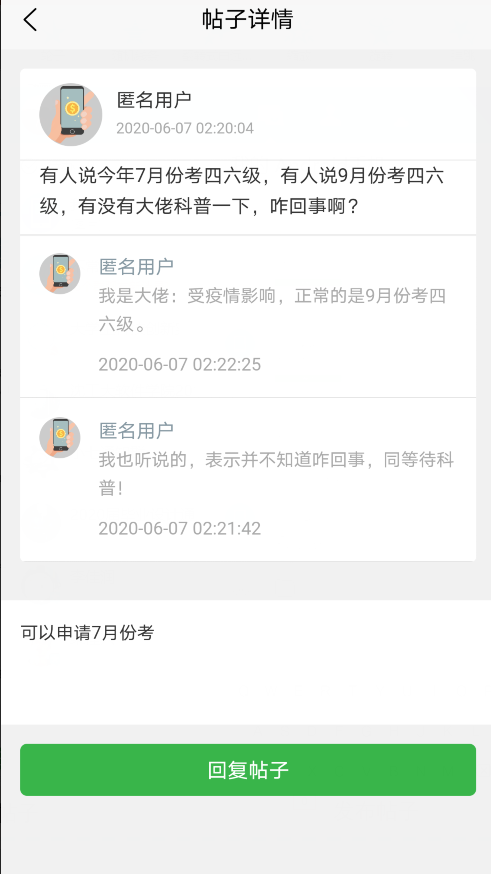 帖子详情
匿名用户
2020-06-07 02:20:04
有人说今年7月份考四六级，有人说9月份考四六
级，有没有大佬科普一下，咋回事啊？
匿名用户
我是大佬：受疫情影响，正常的是9月份考四
六级。
2020-06-07 02:22:25
匿名用户
我也听说的，表示并不知道咋回事，同等待科
普！
2020-06-07 02:21:42
可以申请7月份考
回复帖子